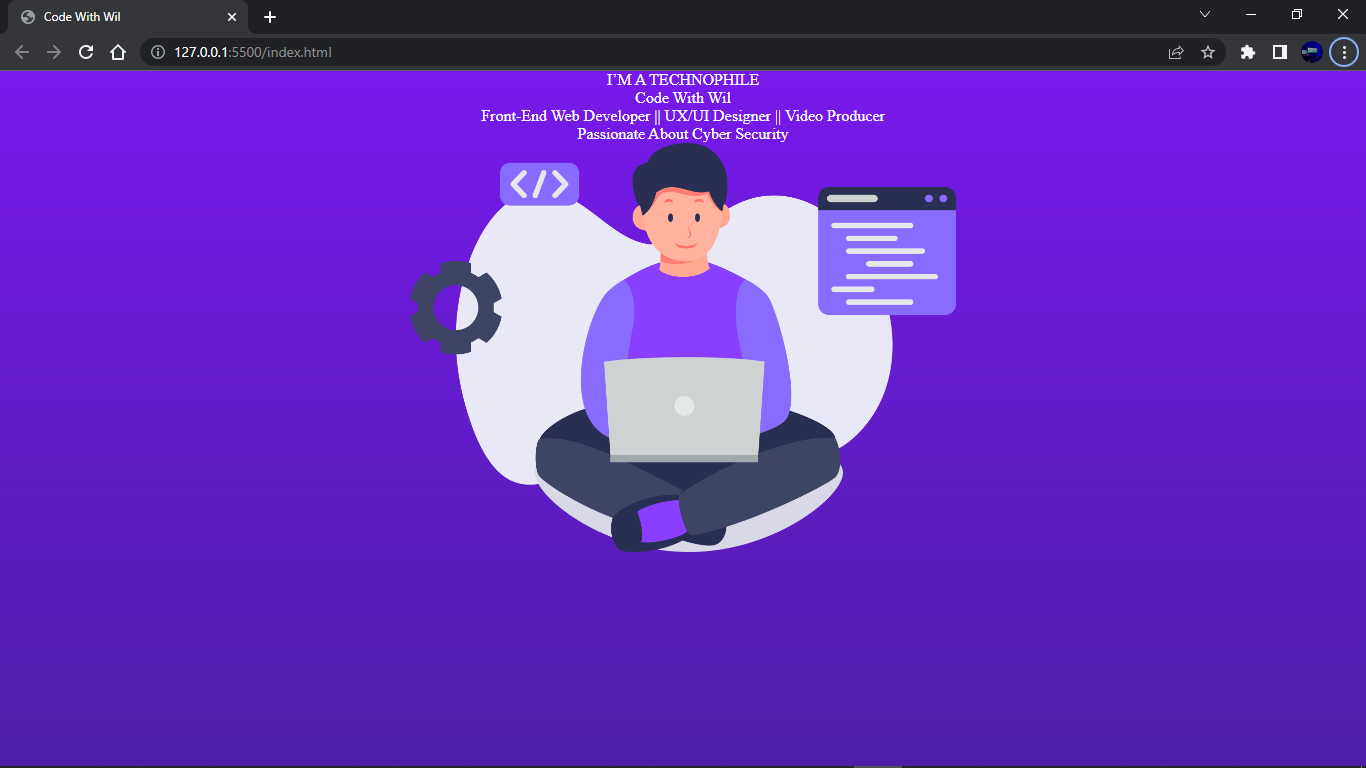 Code With Wil
127.0.0.1:5500/index.html
I'M A TECHNOPHILE
Code With Wil
Front-End Web Developer || UX/UI Designer || Video Producer
Passionate About Cyber Security
</>